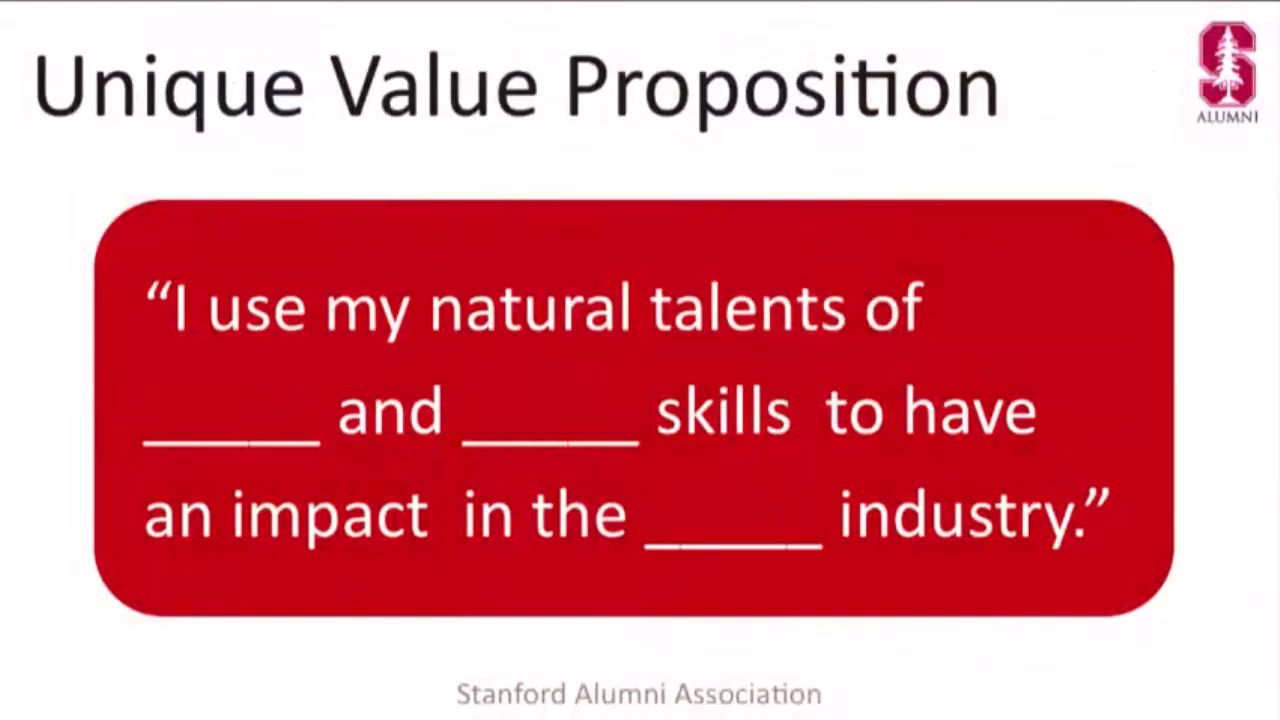 Unique Value Proposition
ALUMNI
“I use my natural talents of
______ and ______ skills to have
an impact in the ______ industry.”
Stanford Alumni Association